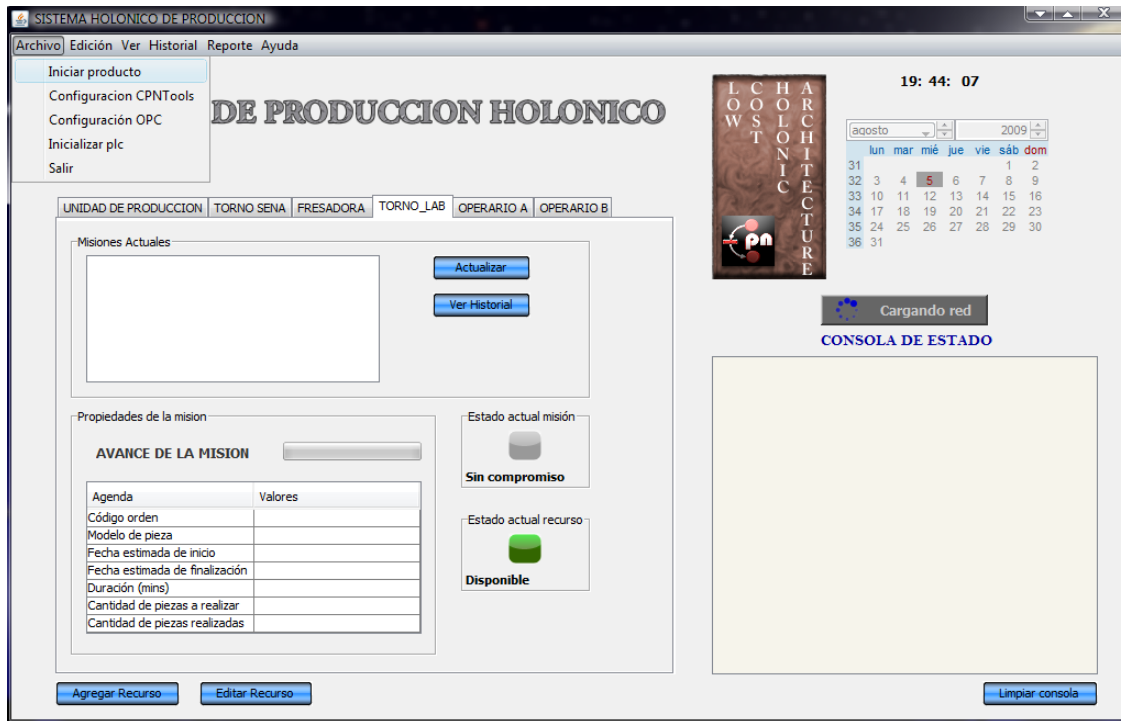 SISTEMA HOLONICO DE PRODUCCION
Archivo Edición Ver Historial Reporte Ayuda
Iniciar producto
Configuracion CPNTools
Configuración OPC
Inicializar plc
Salir
DE PRODUCCION HOLONICO
LOW COST HOLONIC ARCHITECTURE
cpn
19: 44: 07
agosto 2009
lun mar mié jue vie sáb dom
31 1 2
32 3 4 5 6 7 8 9
33 10 11 12 13 14 15 16
34 17 18 19 20 21 22 23
35 24 25 26 27 28 29 30
36 31
UNIDAD DE PRODUCCION TORNO SENA FRESADORA TORNO_LAB OPERARIO A OPERARIO B
Misiones Actuales
Actualizar
Ver Historial
Cargando red
CONSOLA DE ESTADO
Propiedades de la mision
AVANCE DE LA MISION
Agenda Valores
Código orden
Modelo de pieza
Fecha estimada de inicio
Fecha estimada de finalización
Duración (mins)
Cantidad de piezas a realizar
Cantidad de piezas realizadas
Estado actual misión
Sin compromiso
Estado actual recurso
Disponible
Agregar Recurso Editar Recurso
Limpiar consola